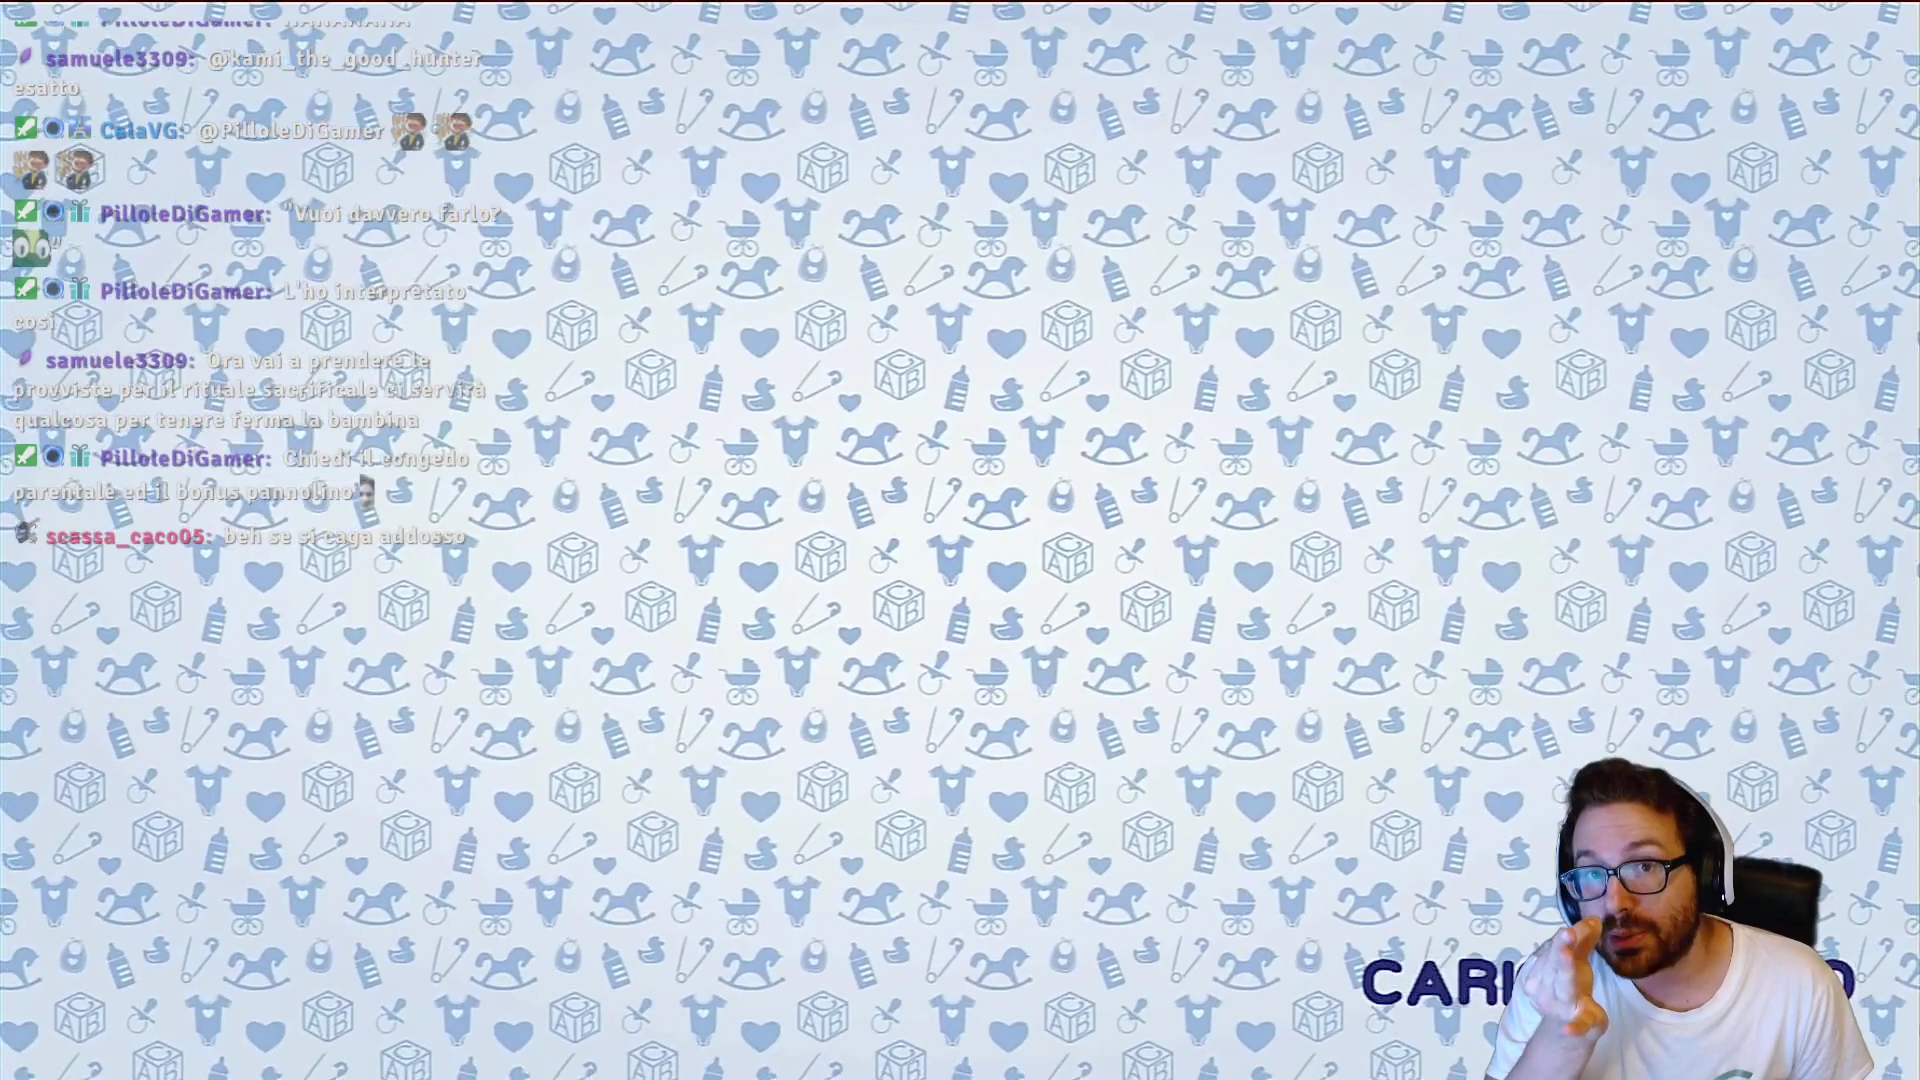 PilloleDiGamer: HAHAHAHA
samuele3309: @kami_the_good_hunter
esatto
CalaVG: @PilloleDiGamer
PilloleDiGamer: "Vuoi davvero farlo?
"
PilloleDiGamer: L'ho interpretato
così
samuele3309: Ora vai a prendere le
provviste per il rituale sacrificale ci servirà
qualcosa per tenere ferma la bambina
PilloleDiGamer: Chiedi il congedo
parentale ed il bonus pannolino
scassa_caco05: beh se si caga addosso
CARI